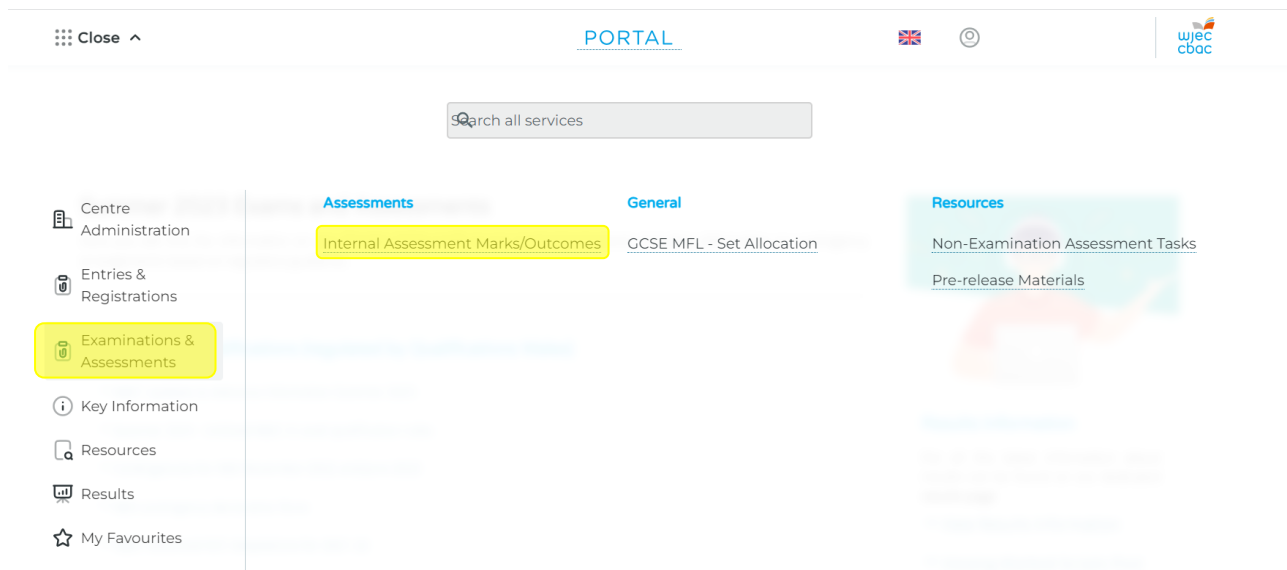 Close
PORTAL
wjec
cbac
Search all services
Centre
Administration
Entries &
Registrations
Examinations &
Assessments
Key Information
Resources
Results
My Favourites
Assessments
Internal Assessment Marks/Outcomes
General
GCSE MFL - Set Allocation
Resources
Non-Examination Assessment Tasks
Pre-release Materials